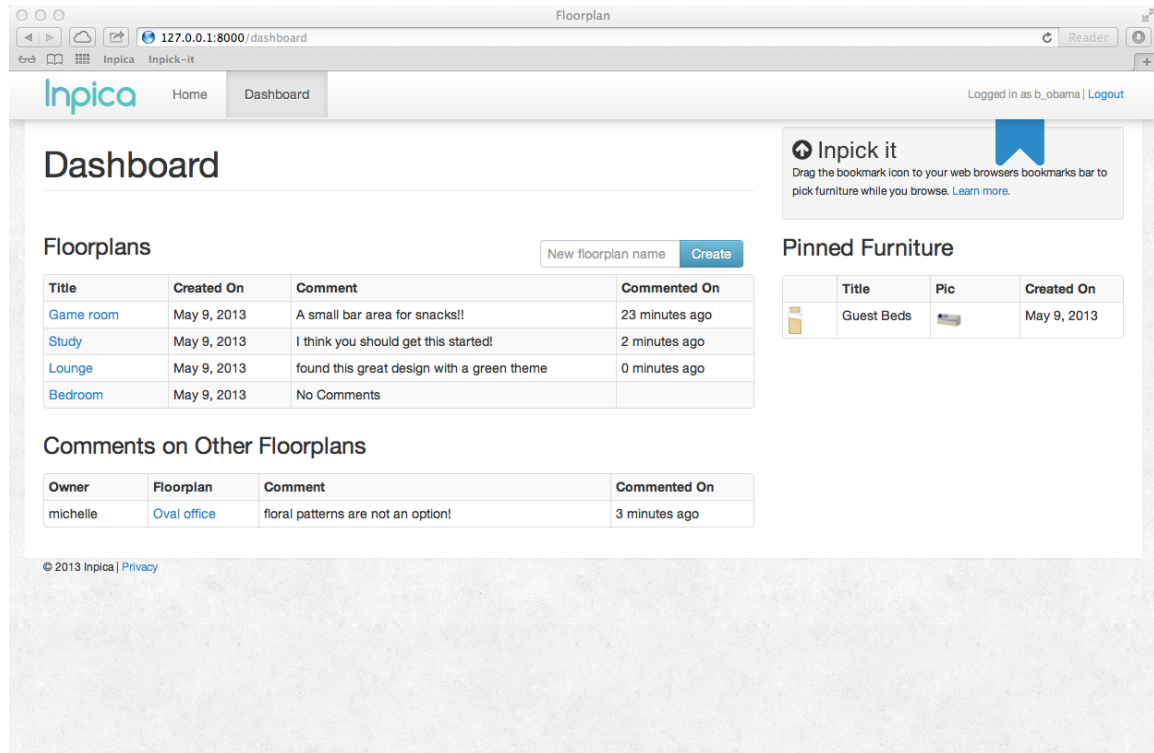 Floorplan
127.0.0.1:8000/dashboard
Reader
Inpica Inpick-it
Inpica Home Dashboard Logged in as b_obama | Logout
Dashboard
Inpick it
Drag the bookmark icon to your web browsers bookmarks bar to
pick furniture while you browse. Learn more.
Floorplans
New floorplan name Create
Title Created On Comment Commented On
Game room May 9, 2013 A small bar area for snacks!! 23 minutes ago
Study May 9, 2013 I think you should get this started! 2 minutes ago
Lounge May 9, 2013 found this great design with a green theme 0 minutes ago
Bedroom May 9, 2013 No Comments
Pinned Furniture
Title Pic Created On
Guest Beds May 9, 2013
Comments on Other Floorplans
Owner Floorplan Comment Commented On
michelle Oval office floral patterns are not an option! 3 minutes ago
© 2013 Inpica | Privacy